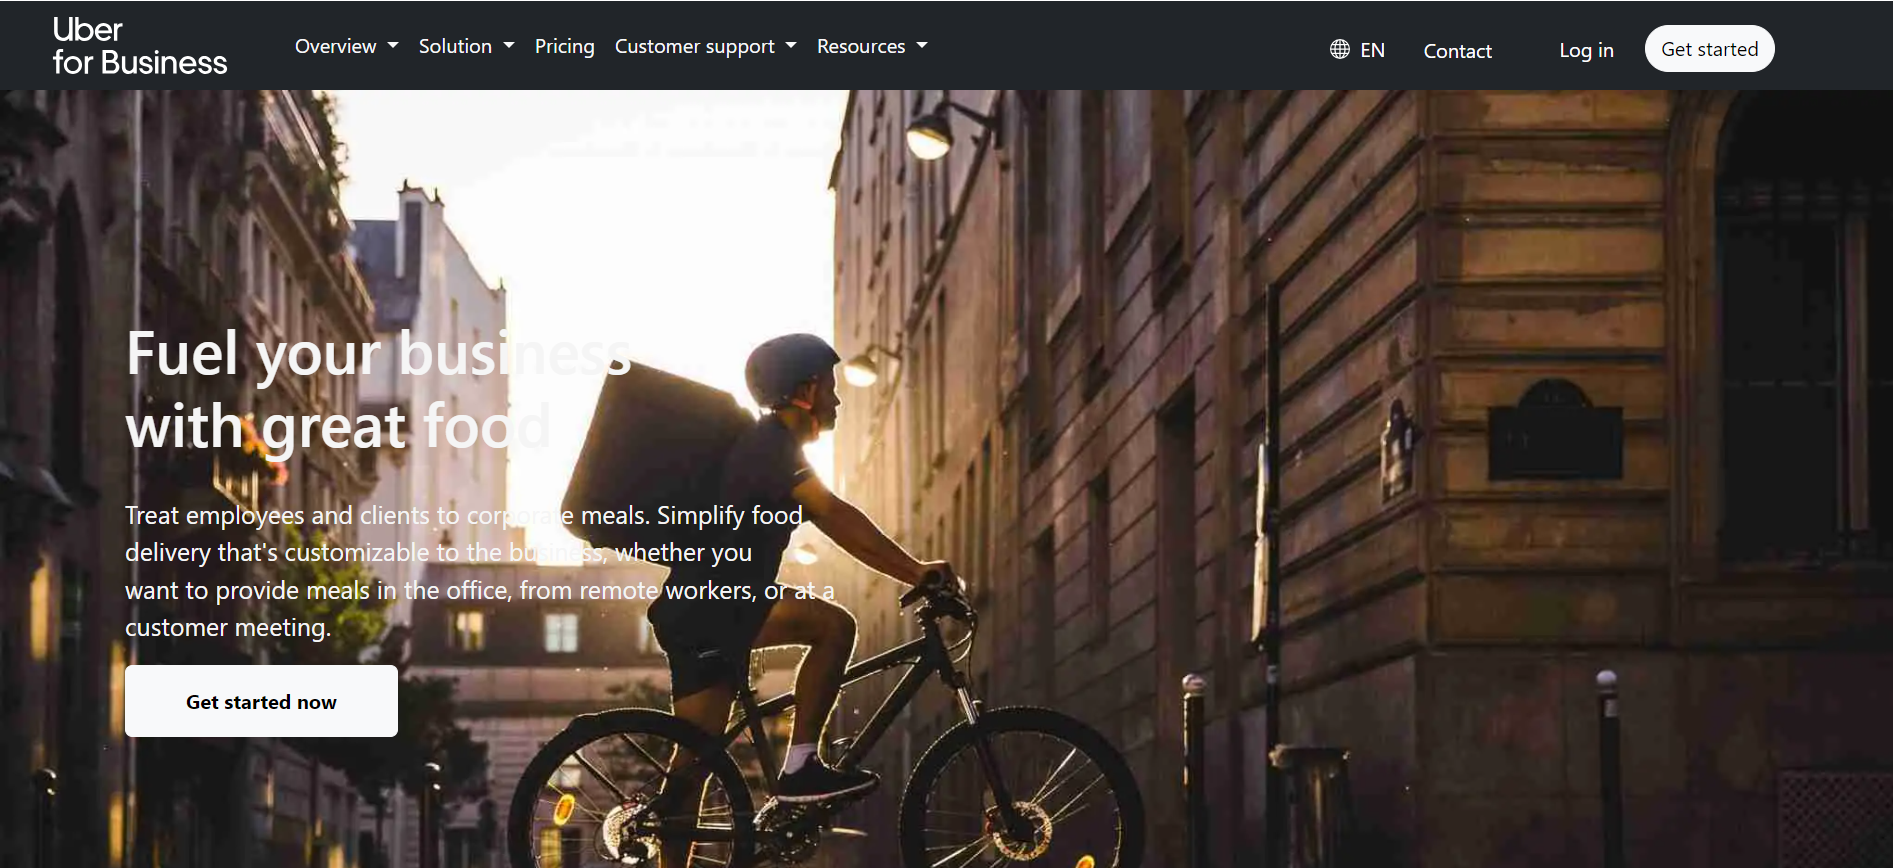 Uber
for Business
Overview
Solution
Pricing
Customer support
Resources
EN
Contact
Log in
Get started
Fuel your business
with great food
Treat employees and clients to corporate meals. Simplify food
delivery that's customizable to the business, whether you
want to provide meals in the office, from remote workers, or at a
customer meeting.
Get started now